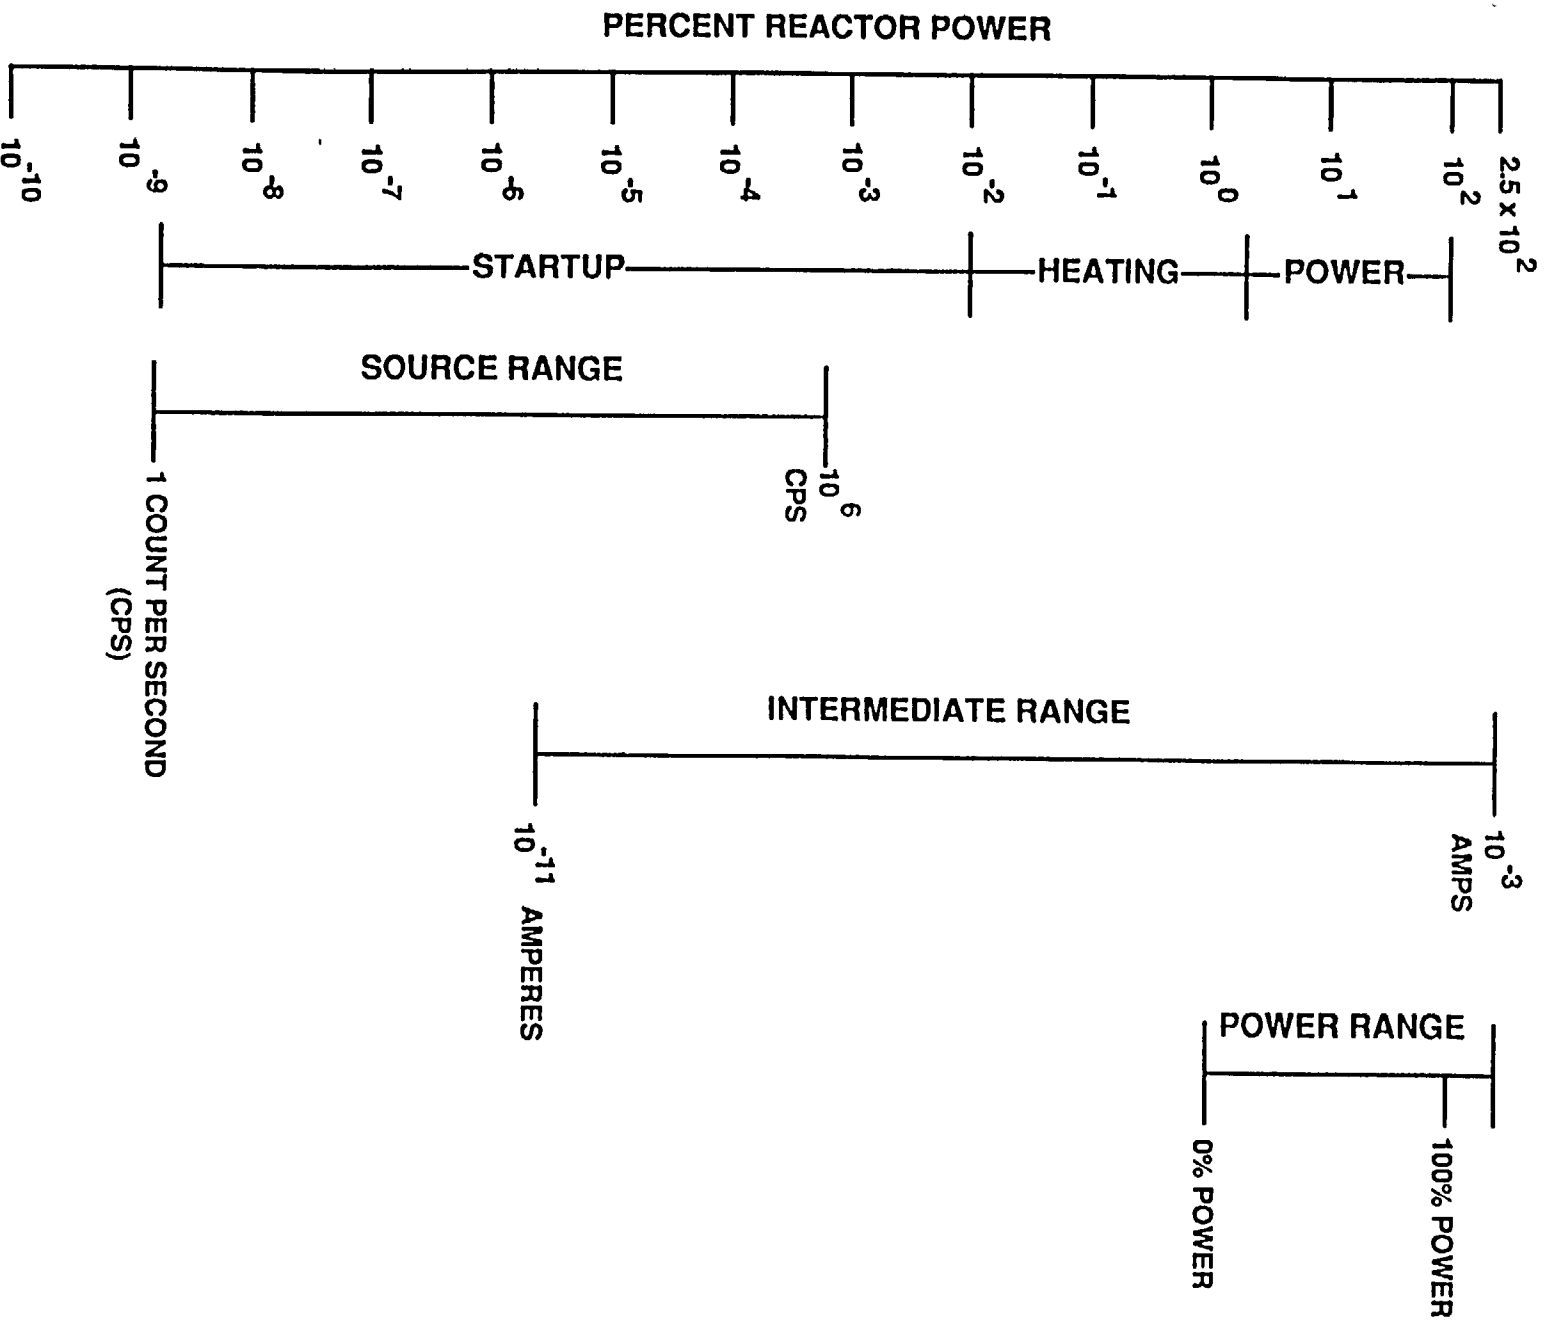 PERCENT REACTOR POWER
10^-10
10^-9
10^-8
10^-7
10^-6
10^-5
10^-4
10^-3
10^-2
10^-1
10^0
10^1
10^2
2.5 x 10^2
STARTUP
HEATING
POWER
SOURCE RANGE
1 COUNT PER SECOND
(CPS)
10^6
CPS
INTERMEDIATE RANGE
10^-11 AMPERES
10^-3
AMPS
POWER RANGE
0% POWER
100% POWER